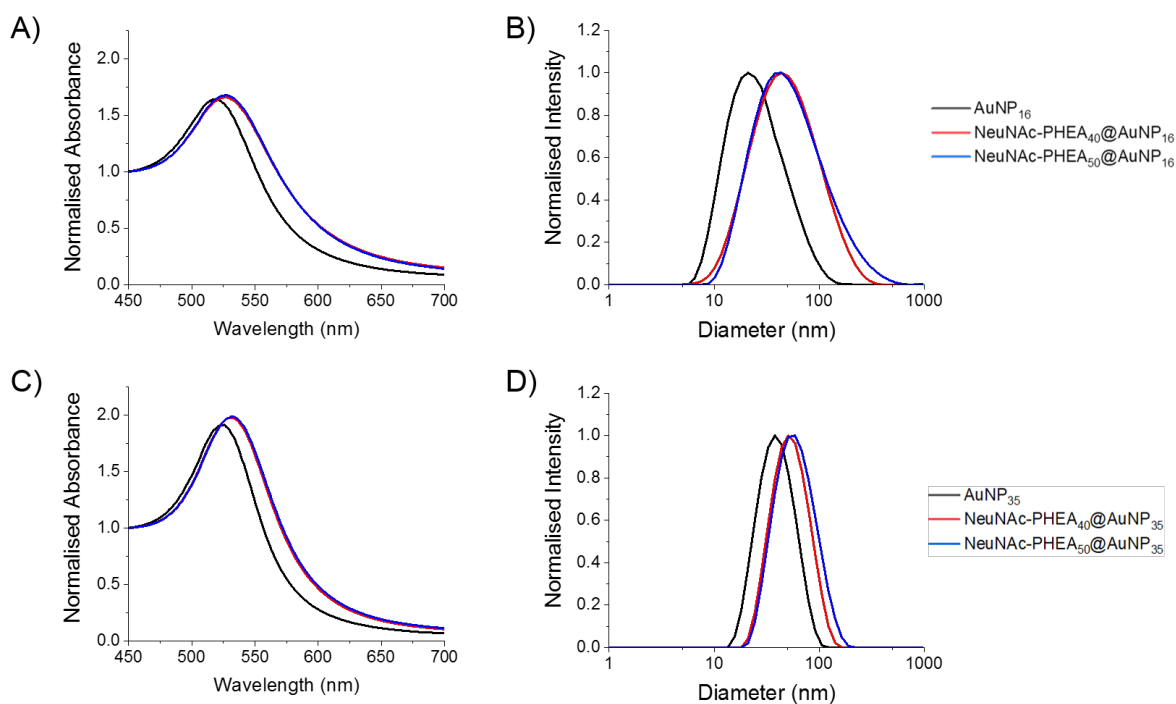 A)
Normalised Absorbance
2.0
1.5
1.0
0.5
0.0
450 500 550 600 650 700
Wavelength (nm)
B)
Normalised Intensity
1.2
1.0
0.8
0.6
0.4
0.2
0.0
1 10 100 1000
Diameter (nm)
AuNP16
NeuNAc-PHEA40@AuNP16
NeuNAc-PHEA50@AuNP16
C)
Normalised Absorbance
2.0
1.5
1.0
0.5
0.0
450 500 550 600 650 700
Wavelength (nm)
D)
Normalised Intensity
1.2
1.0
0.8
0.6
0.4
0.2
0.0
1 10 100 1000
Diameter (nm)
AuNP35
NeuNAc-PHEA40@AuNP35
NeuNAc-PHEA50@AuNP35